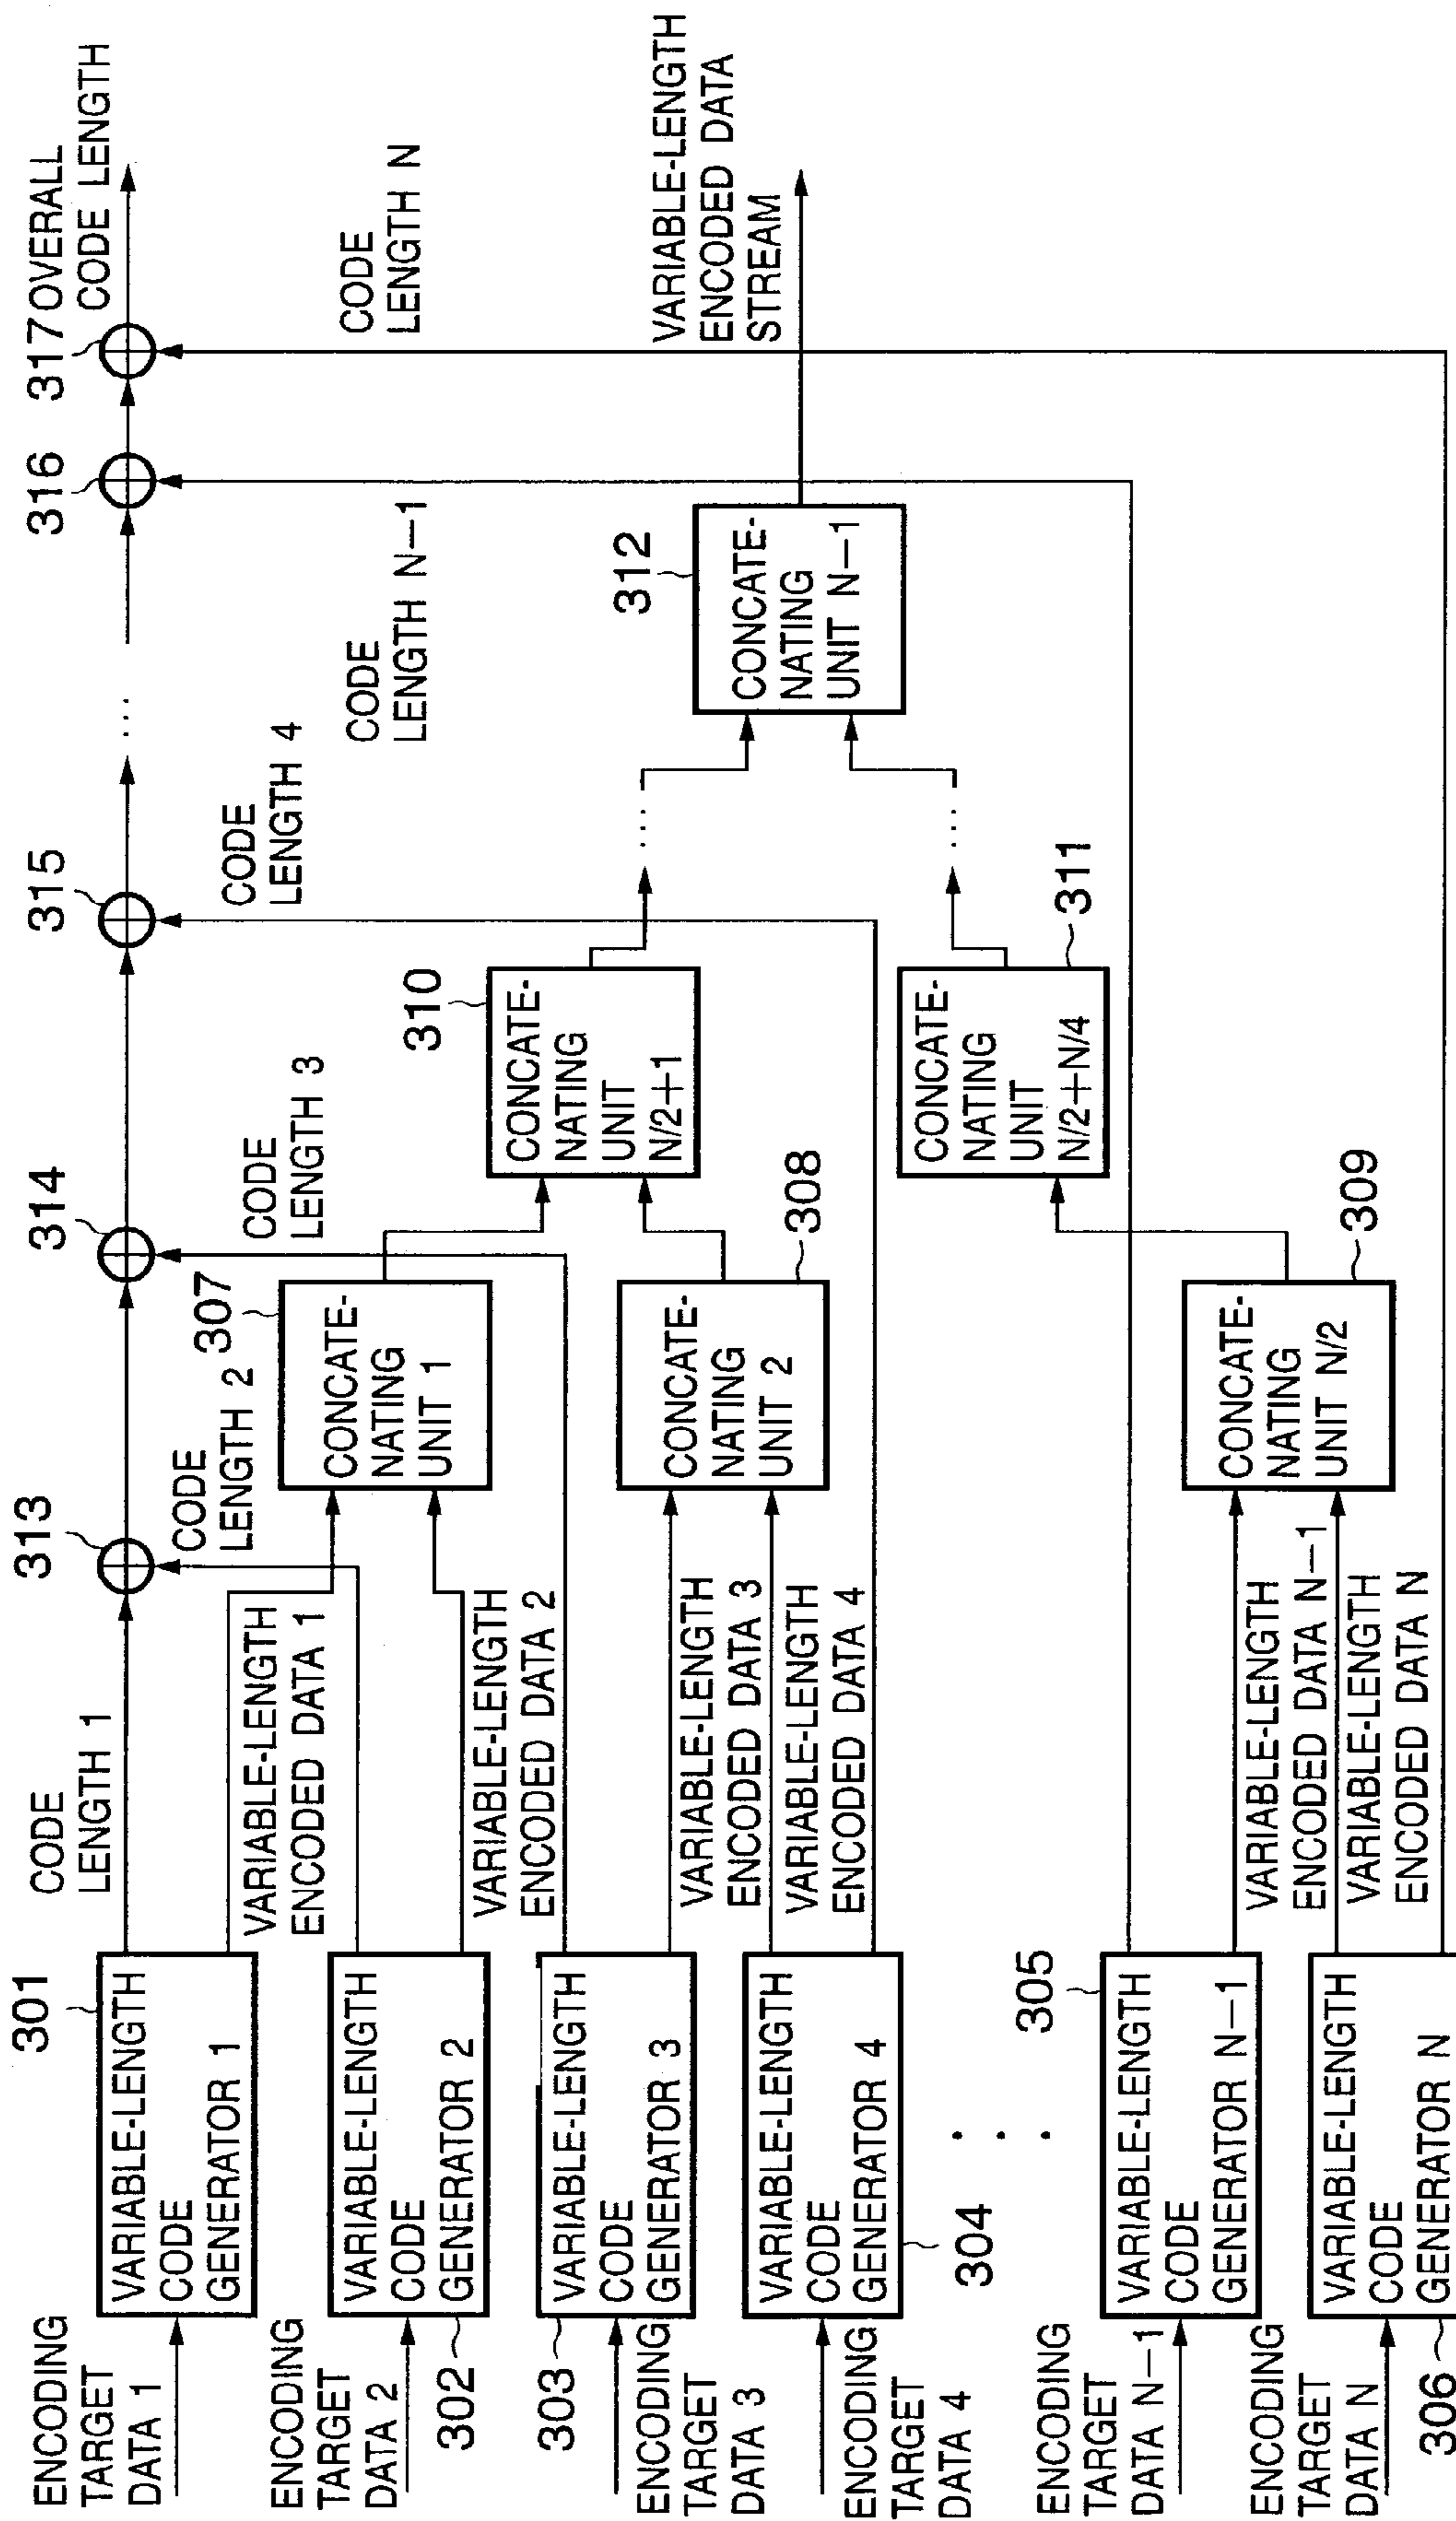 ENCODING
TARGET
DATA 1
301
VARIABLE-LENGTH
CODE
GENERATOR 1
CODE
LENGTH 1
VARIABLE-LENGTH
ENCODED DATA 1
313
CODE
LENGTH 2
307
CONCATE-
NATING
UNIT 1
314
CODE
LENGTH 3
315
CODE
LENGTH 4
...
316
CODE
LENGTH N-1
317
OVERALL
CODE LENGTH
CODE
LENGTH N
ENCODING
TARGET
DATA 2
302
VARIABLE-LENGTH
CODE
GENERATOR 2
VARIABLE-LENGTH
ENCODED DATA 2
310
CONCATE-
NATING
UNIT
N/2+1
...
312
CONCATE-
NATING
UNIT N-1
VARIABLE-LENGTH
ENCODED DATA
STREAM
303
ENCODING
TARGET
DATA 3
VARIABLE-LENGTH
CODE
GENERATOR 3
VARIABLE-LENGTH
ENCODED DATA 3
CONCATE-
NATING
UNIT 2
308
ENCODING
TARGET
DATA 4
VARIABLE-LENGTH
CODE
GENERATOR 4
304
VARIABLE-LENGTH
ENCODED DATA 4
CONCATE-
NATING
UNIT
N/2+N/4
311
...
...
ENCODING
TARGET
DATA N-1
305
VARIABLE-LENGTH
CODE
GENERATOR N-1
VARIABLE-LENGTH
ENCODED DATA N-1
CONCATE-
NATING
UNIT N/2
309
ENCODING
TARGET
DATA N
306
VARIABLE-LENGTH
CODE
GENERATOR N
VARIABLE-LENGTH
ENCODED DATA N